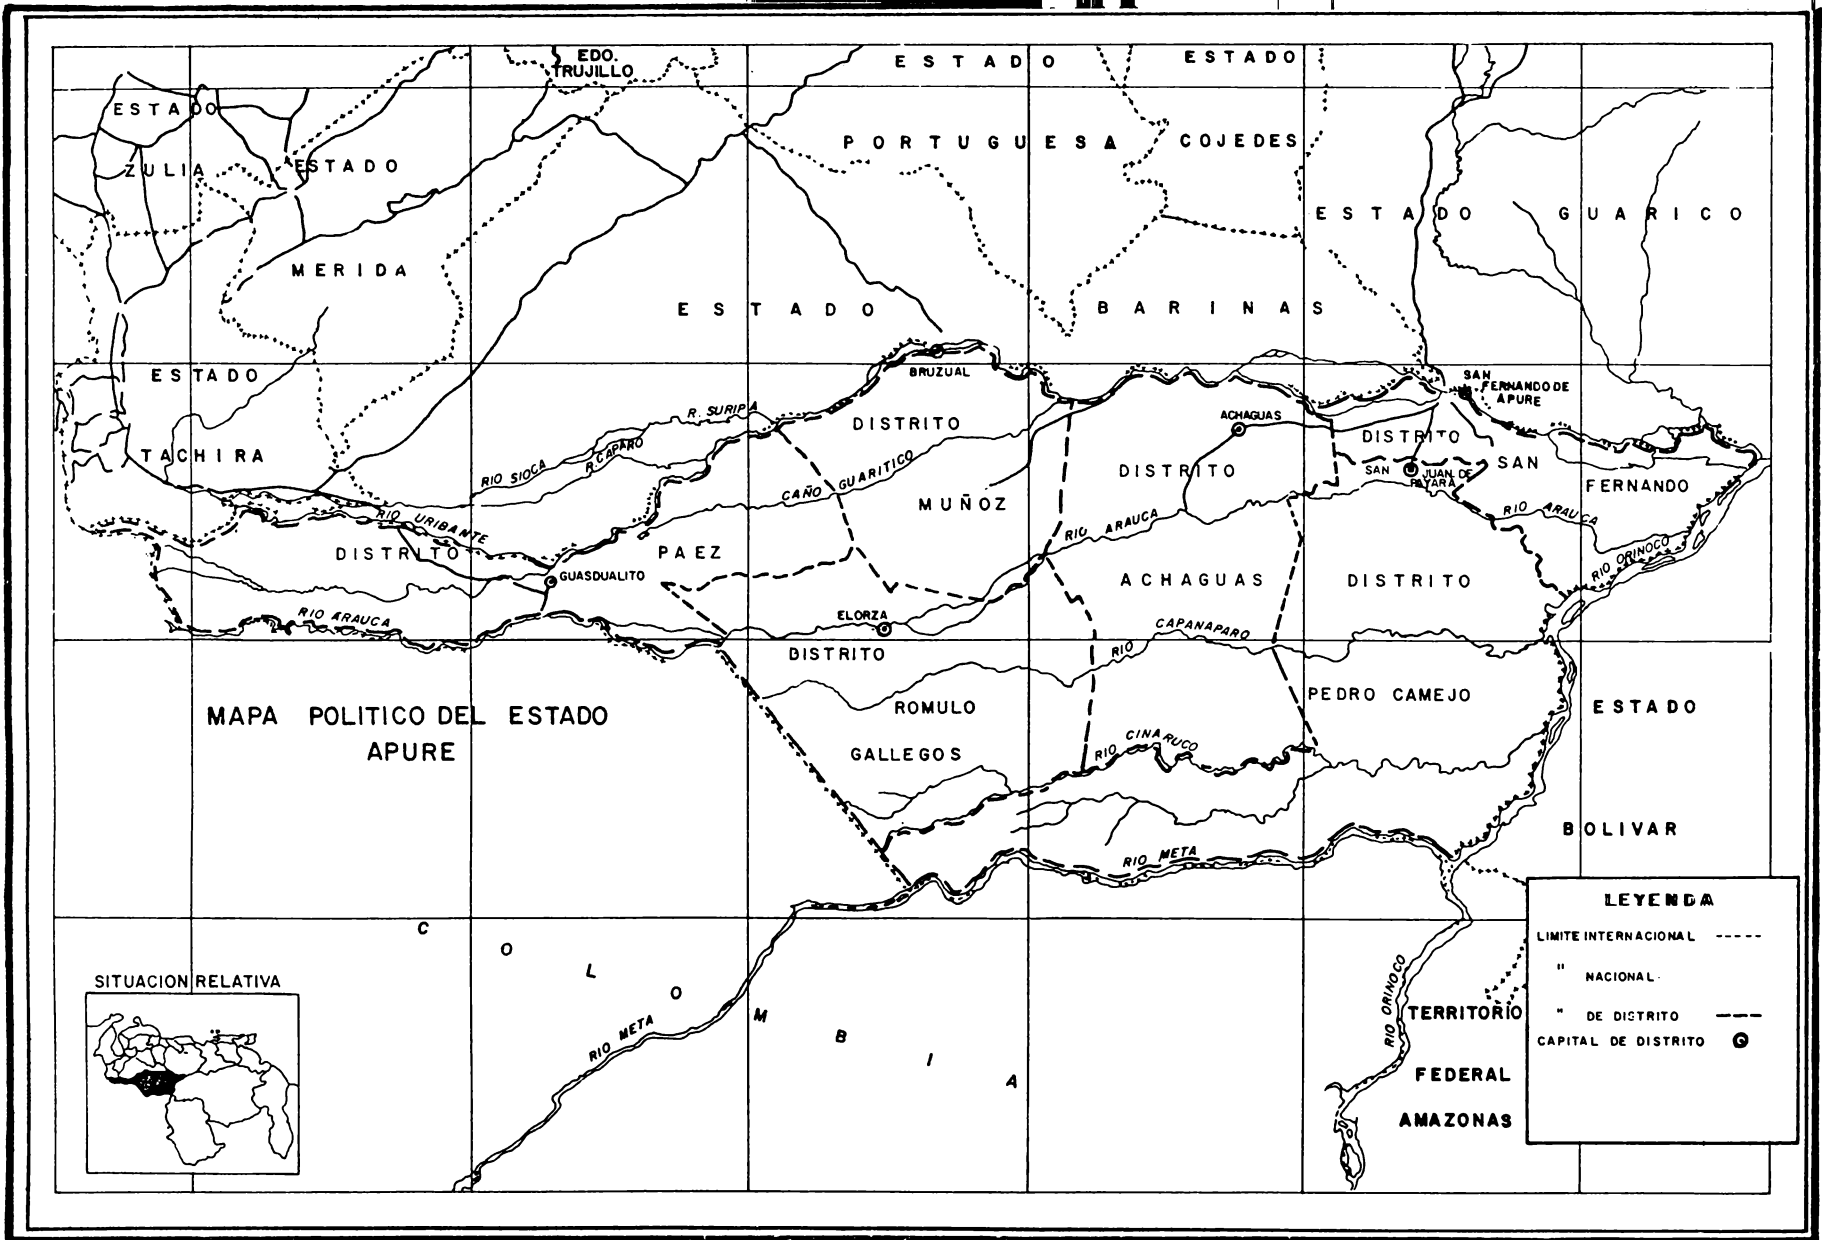 EDO.
TRUJILLO
ESTADO
PORTUGUESA
ESTADO
COJEDES
ESTADO
ZULIA
ESTADO
MERIDA
ESTADO GUARICO
ESTADO BARINAS
ESTADO
TACHIRA
BRUZUAL
SAN
FERNANDO DE
APURE
R. SURIPA
DISTRITO
MUÑOZ
ACHAGUAS
DISTRITO
SAN JUAN DE
PAYARA
SAN
FERNANDO
RIO SIOCA
R. CAPARO
CAÑO GUARITICO
DISTRITO
ACHAGUAS
RIO URIBANTE
RIO ARAUCA
RIO ARAUCA
DISTRITO PAEZ
GUASDUALITO
RIO ORINOCO
DISTRITO
PEDRO CAMEJO
RIO ARAUCA
ELORZA
RIO CAPANAPARO
DISTRITO
ROMULO
GALLEGOS
MAPA POLITICO DEL ESTADO
APURE
RIO CINARUCO
ESTADO
BOLIVAR
RIO META
COLOMBIA
RIO META
RIO ORINOCO
TERRITORIO
FEDERAL
AMAZONAS
SITUACION RELATIVA
LEYENDA
LIMITE INTERNACIONAL
" NACIONAL
" DE DISTRITO
CAPITAL DE DISTRITO